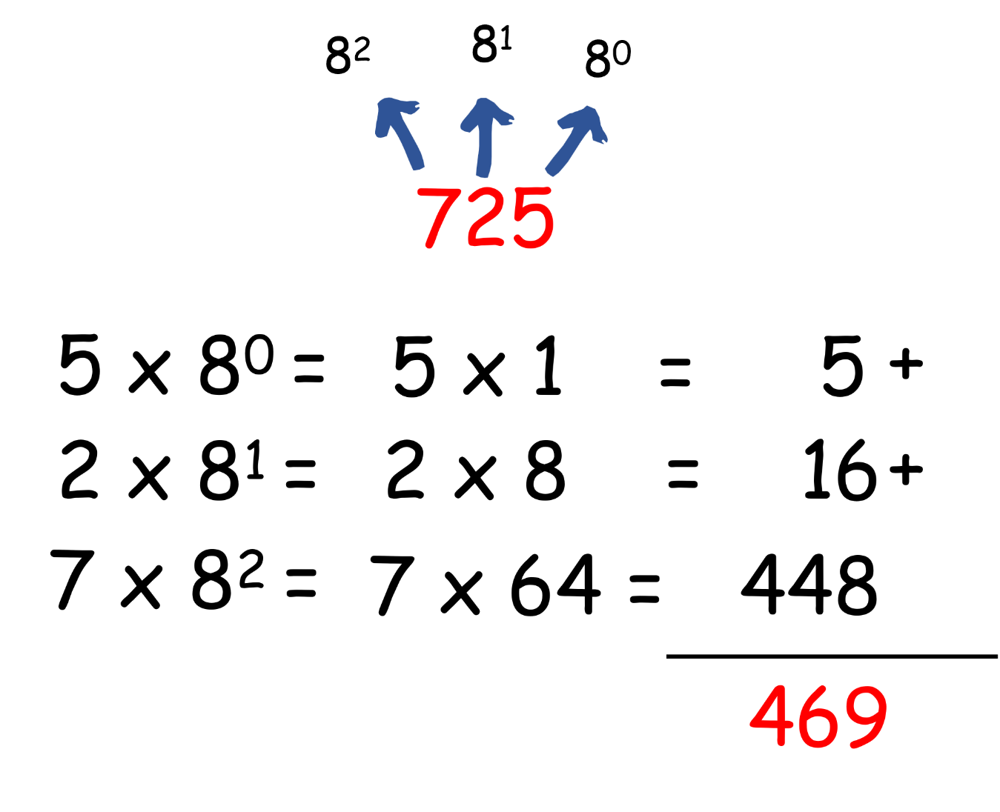 8² 8¹ 8⁰
725
5 x 8⁰ = 5 x 1 = 5 +
2 x 8¹ = 2 x 8 = 16 +
7 x 8² = 7 x 64 = 448
469